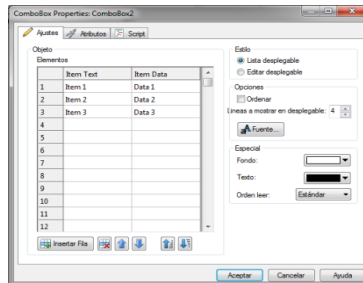 ComboBox Properties: ComboBox2
Ajustes
Atributos
Script
Objeto
Elementos
Item Text Item Data
1 Item 1 Data 1
2 Item 2 Data 2
3 Item 3 Data 3
4
5
6
7
8
9
10
11
12
Insertar Fila
Estilo
Lista desplegable
Editar desplegable
Opciones
Ordenar
Líneas a mostrar en desplegable: 4
Fuente...
Especial
Fondo:
Texto:
Orden leer: Estándar
Aceptar Cancelar Ayuda